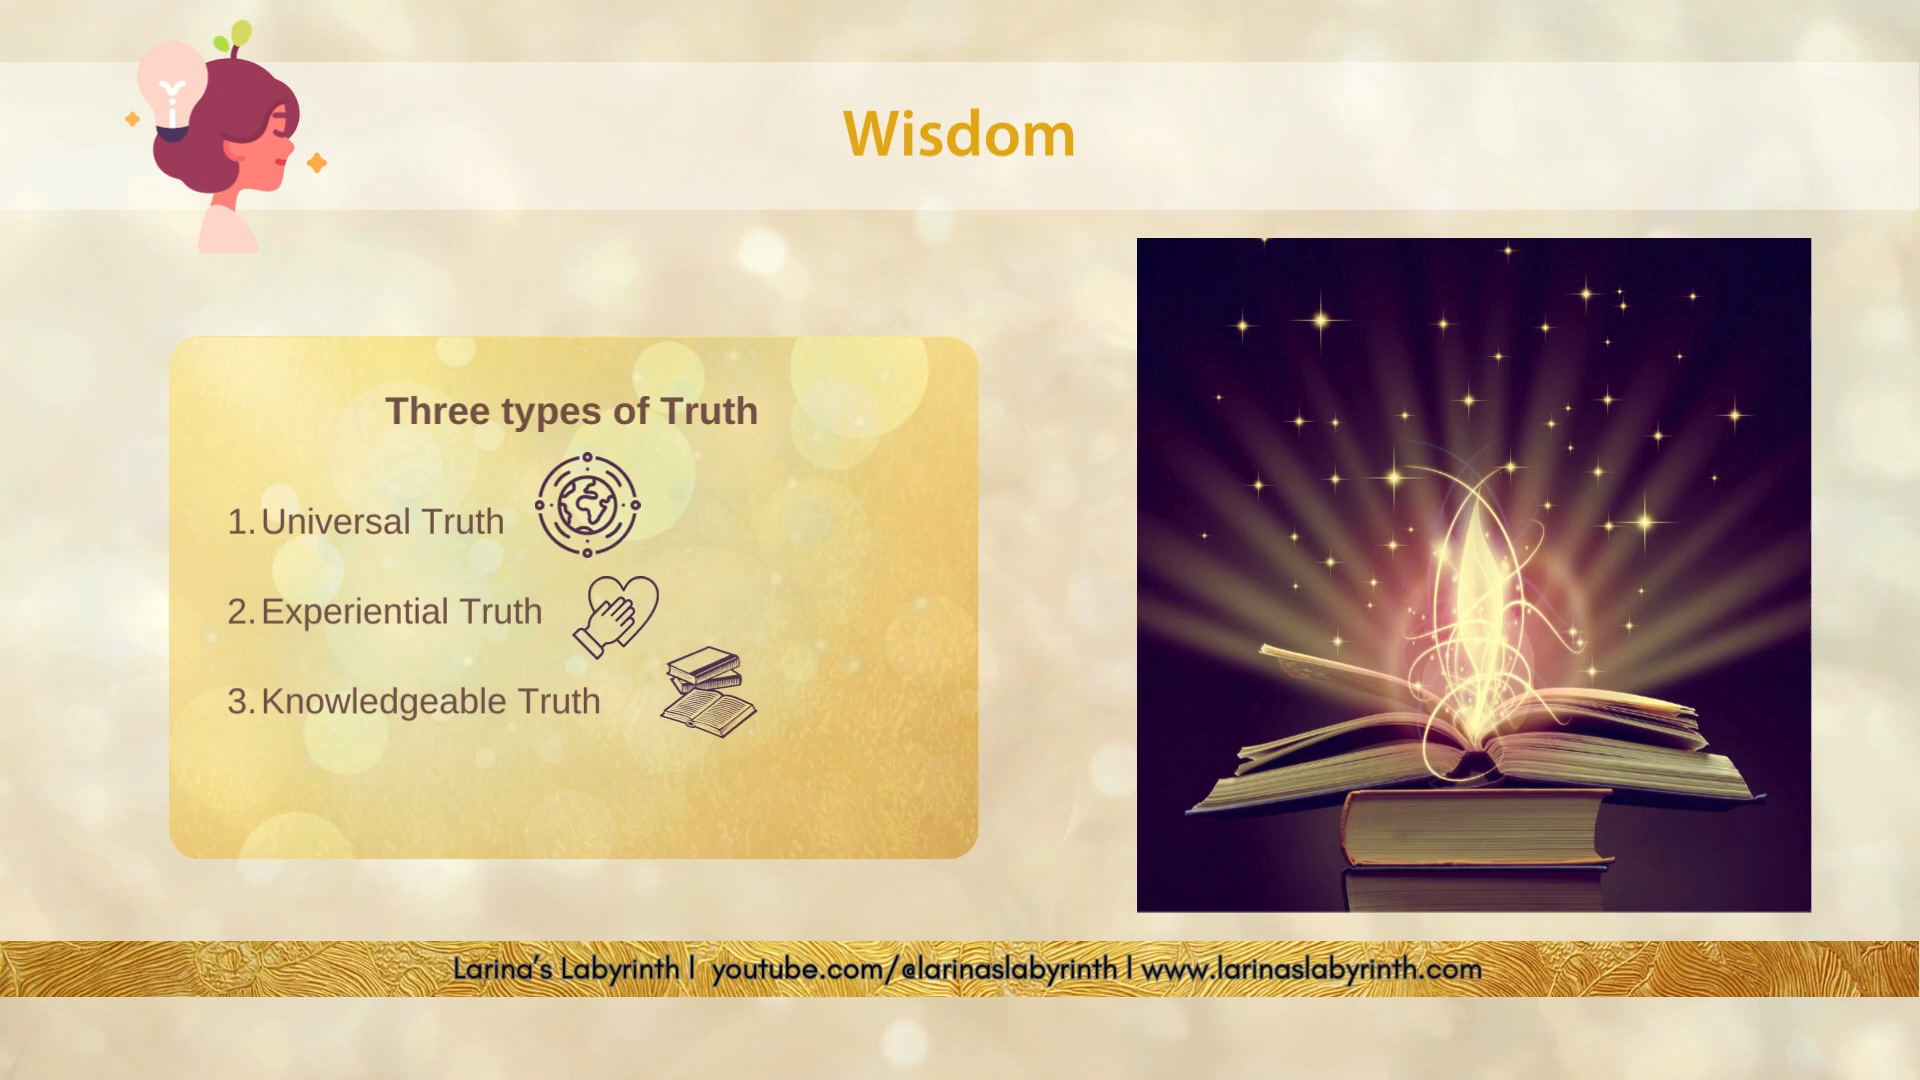 Wisdom
Three types of Truth
1. Universal Truth
2. Experiential Truth
3. Knowledgeable Truth
Larina's Labyrinth | youtube.com/@larinaslabyrinth | www.larinaslabyrinth.com